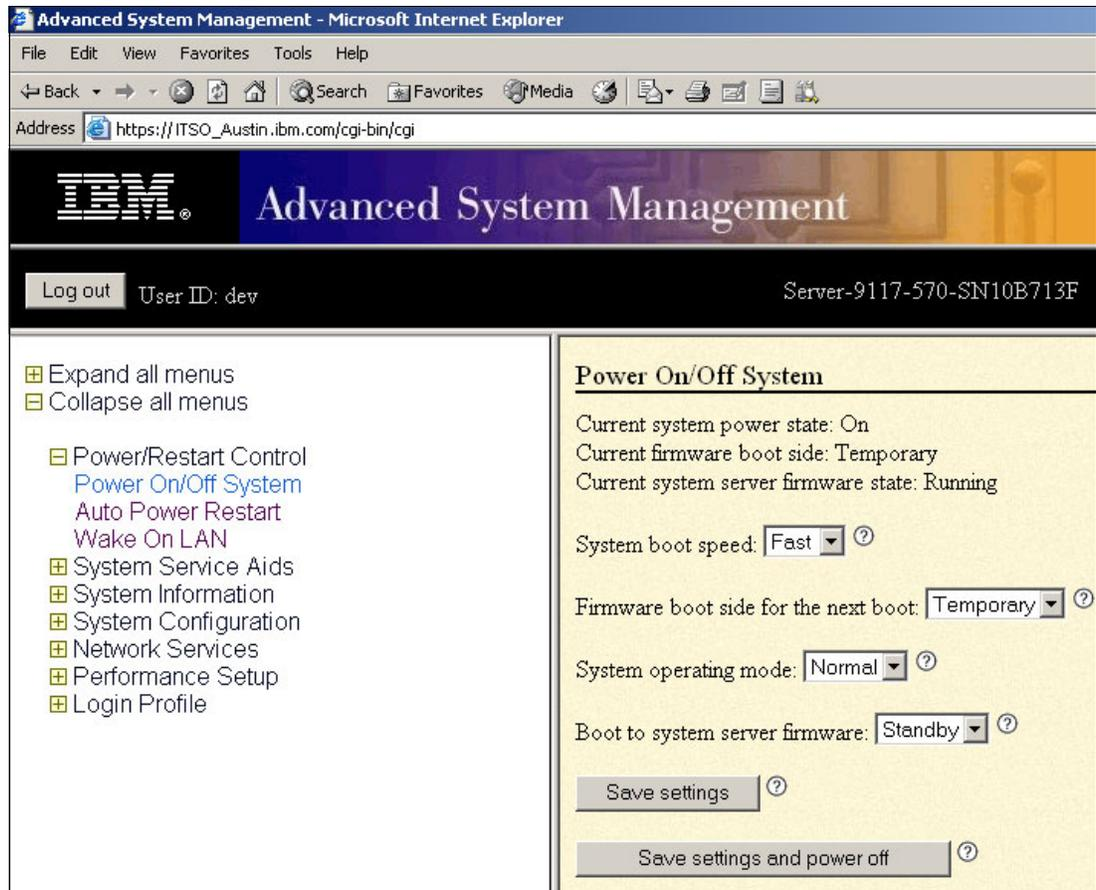 Advanced System Management - Microsoft Internet Explorer
File Edit View Favorites Tools Help
Back Search Favorites Media
Address https://ITSO_Austin.ibm.com/cgi-bin/cgi
IBM® Advanced System Management
Log out User ID: dev Server-9117-570-SN10B713F
Expand all menus
Collapse all menus
Power/Restart Control
Power On/Off System
Auto Power Restart
Wake On LAN
System Service Aids
System Information
System Configuration
Network Services
Performance Setup
Login Profile
Power On/Off System
Current system power state: On
Current firmware boot side: Temporary
Current system server firmware state: Running
System boot speed: Fast ?
Firmware boot side for the next boot: Temporary ?
System operating mode: Normal ?
Boot to system server firmware: Standby ?
Save settings ?
Save settings and power off ?